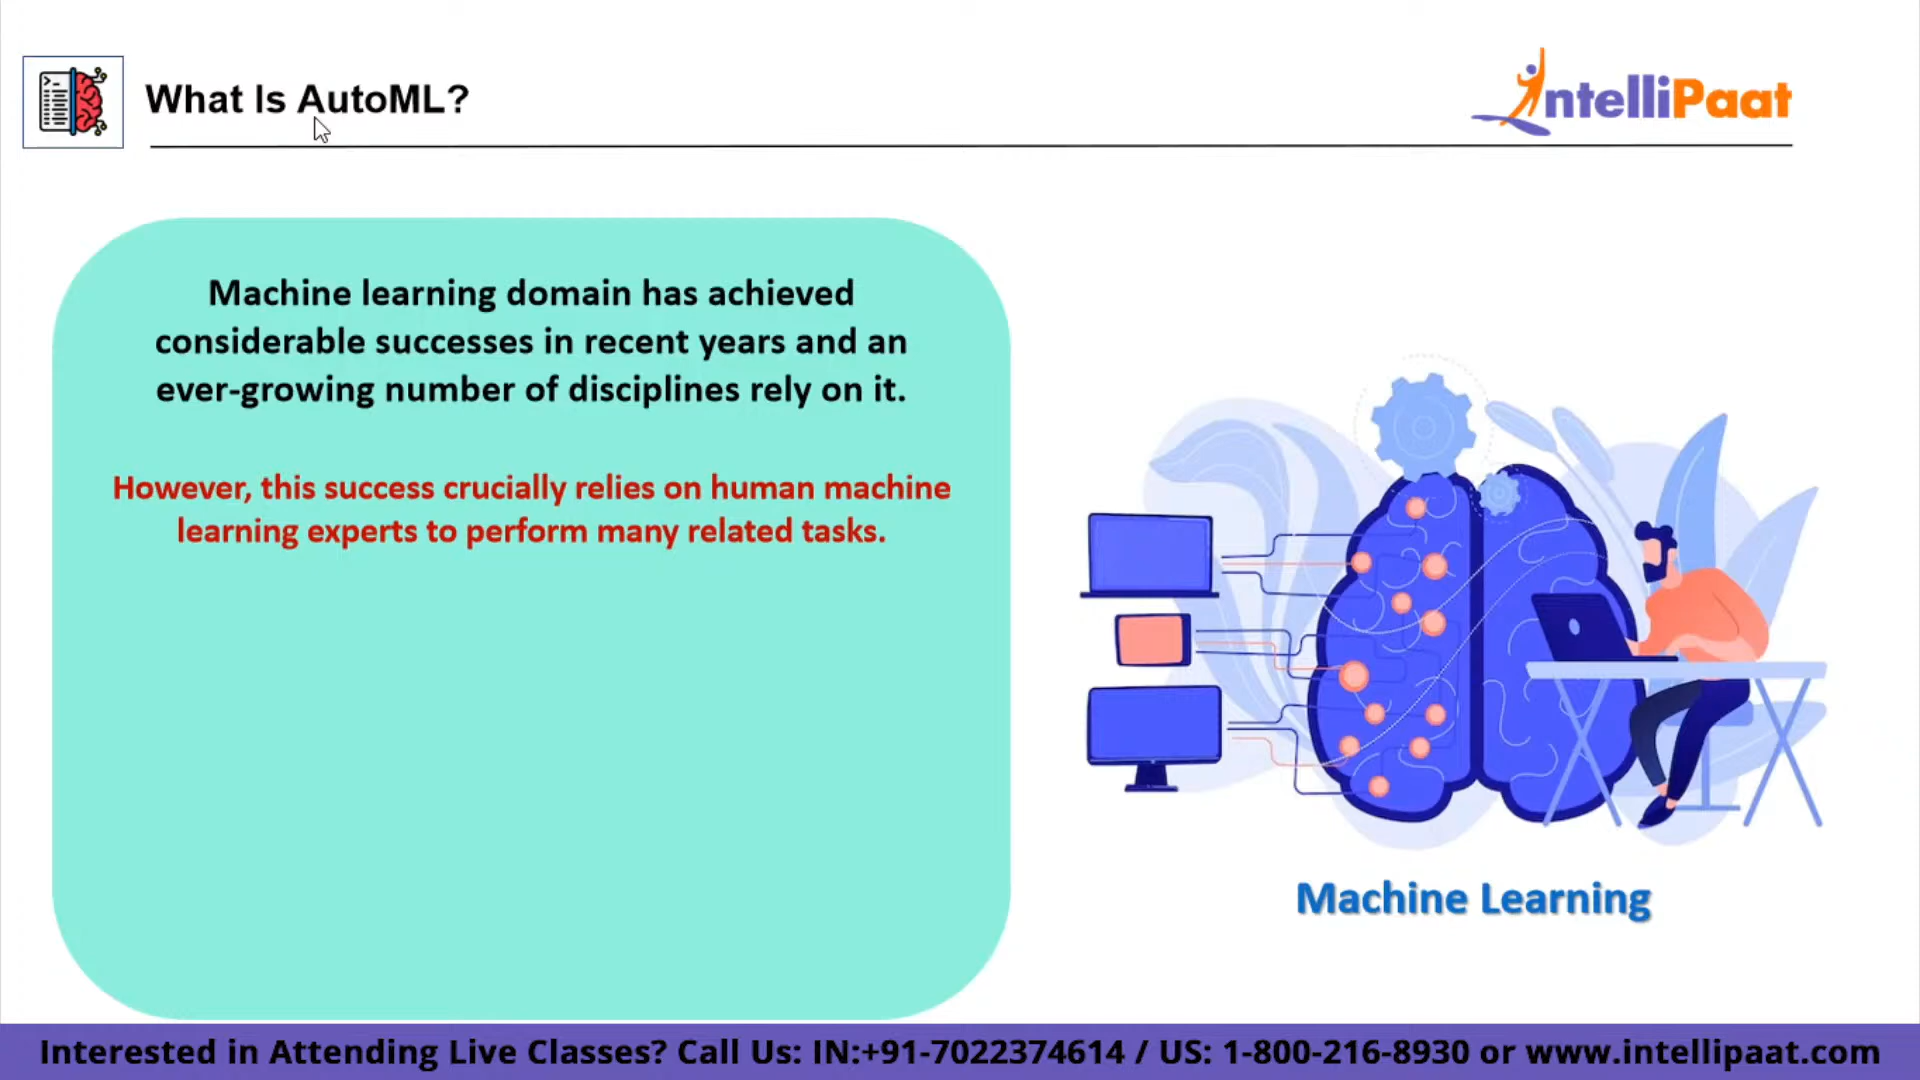 What Is AutoML?
IntelliPaat
Machine learning domain has achieved
considerable successes in recent years and an
ever-growing number of disciplines rely on it.
However, this success crucially relies on human machine
learning experts to perform many related tasks.
Machine Learning
Interested in Attending Live Classes? Call Us: IN:+91-7022374614 / US: 1-800-216-8930 or www.intellipaat.com